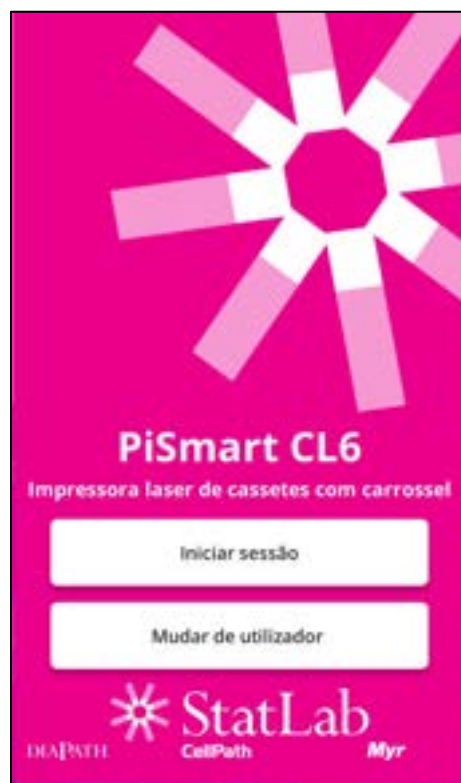 PiSmart CL6
Impressora laser de cassetes com carrossel
Iniciar sessão
Mudar de utilizador
StatLab
DIAPATH CellPath Myr